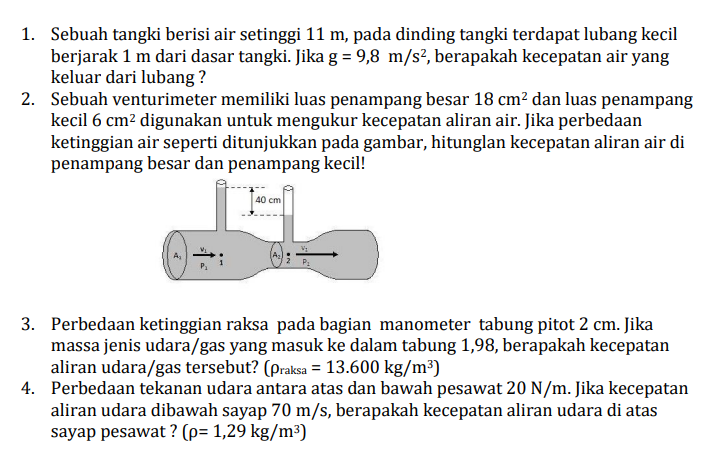 1. Sebuah tangki berisi air setinggi 11 m, pada dinding tangki terdapat lubang kecil
berjarak 1 m dari dasar tangki. Jika g = 9,8 m/s², berapakah kecepatan air yang
keluar dari lubang ?
2. Sebuah venturimeter memiliki luas penampang besar 18 cm² dan luas penampang
kecil 6 cm² digunakan untuk mengukur kecepatan aliran air. Jika perbedaan
ketinggian air seperti ditunjukkan pada gambar, hitunglan kecepatan aliran air di
penampang besar dan penampang kecil!
40 cm
A₁ V₁ P₁ 1 A₂ 2 V₂ P₂
3. Perbedaan ketinggian raksa pada bagian manometer tabung pitot 2 cm. Jika
massa jenis udara/gas yang masuk ke dalam tabung 1,98, berapakah kecepatan
aliran udara/gas tersebut? (ρraksa = 13.600 kg/m³)
4. Perbedaan tekanan udara antara atas dan bawah pesawat 20 N/m. Jika kecepatan
aliran udara dibawah sayap 70 m/s, berapakah kecepatan aliran udara di atas
sayap pesawat ? (ρ= 1,29 kg/m³)